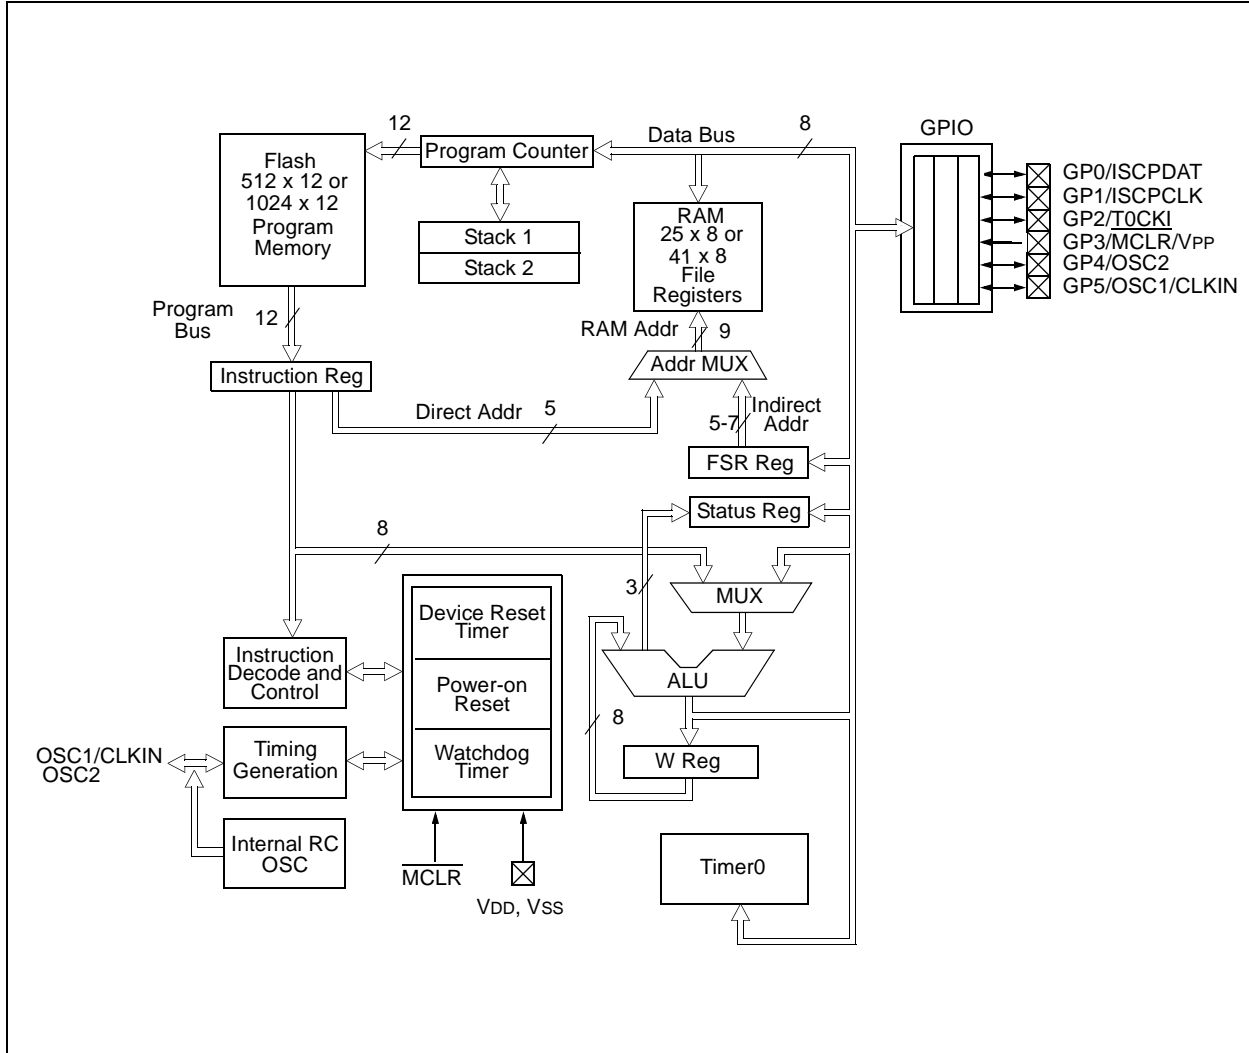 12
Data Bus
8
GPIO
Flash
512 x 12 or
1024 x 12
Program
Memory
Program Counter
Stack 1
Stack 2
RAM
25 x 8 or
41 x 8
File
Registers
GP0/ISCPDAT
GP1/ISCPCLK
GP2/T0CKI
GP3/MCLR/VPP
GP4/OSC2
GP5/OSC1/CLKIN
Program
Bus
12
RAM Addr
9
Instruction Reg
Addr MUX
Direct Addr
5
5-7
Indirect
Addr
FSR Reg
Status Reg
8
3
MUX
Device Reset
Timer
Instruction
Decode and
Control
Power-on
Reset
ALU
8
OSC1/CLKIN
OSC2
Timing
Generation
Watchdog
Timer
W Reg
Internal RC
OSC
MCLR
VDD, VSS
Timer0